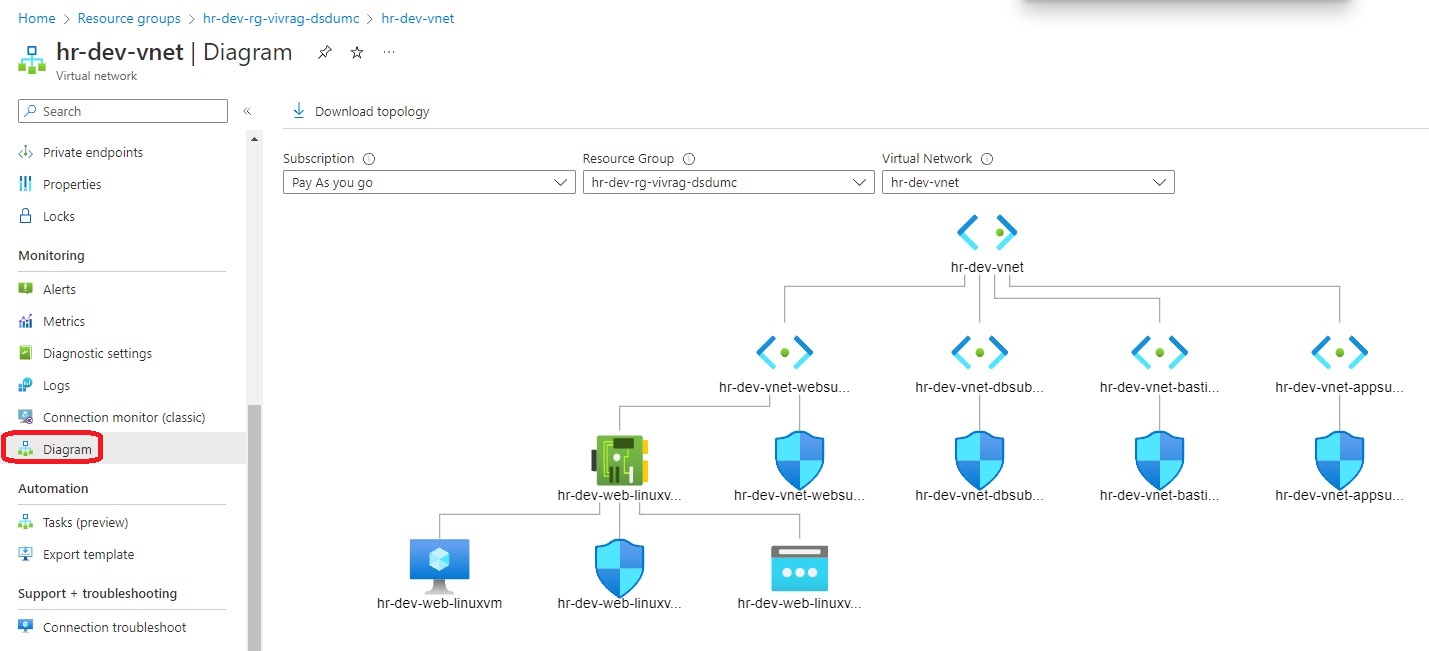 Home > Resource groups > hr-dev-rg-vivrag-dsdumc > hr-dev-vnet
hr-dev-vnet | Diagram
Virtual network
Search
Download topology
Private endpoints
Properties
Locks
Monitoring
Alerts
Metrics
Diagnostic settings
Logs
Connection monitor (classic)
Diagram
Automation
Tasks (preview)
Export template
Support + troubleshooting
Connection troubleshoot
Subscription
Resource Group
Virtual Network
Pay As you go
hr-dev-rg-vivrag-dsdumc
hr-dev-vnet
hr-dev-vnet
hr-dev-vnet-websu...
hr-dev-vnet-dbsub...
hr-dev-vnet-basti...
hr-dev-vnet-appsu...
hr-dev-web-linuxv...
hr-dev-vnet-websu...
hr-dev-vnet-dbsub...
hr-dev-vnet-basti...
hr-dev-vnet-appsu...
hr-dev-web-linuxvm
hr-dev-web-linuxv...
hr-dev-web-linuxv...